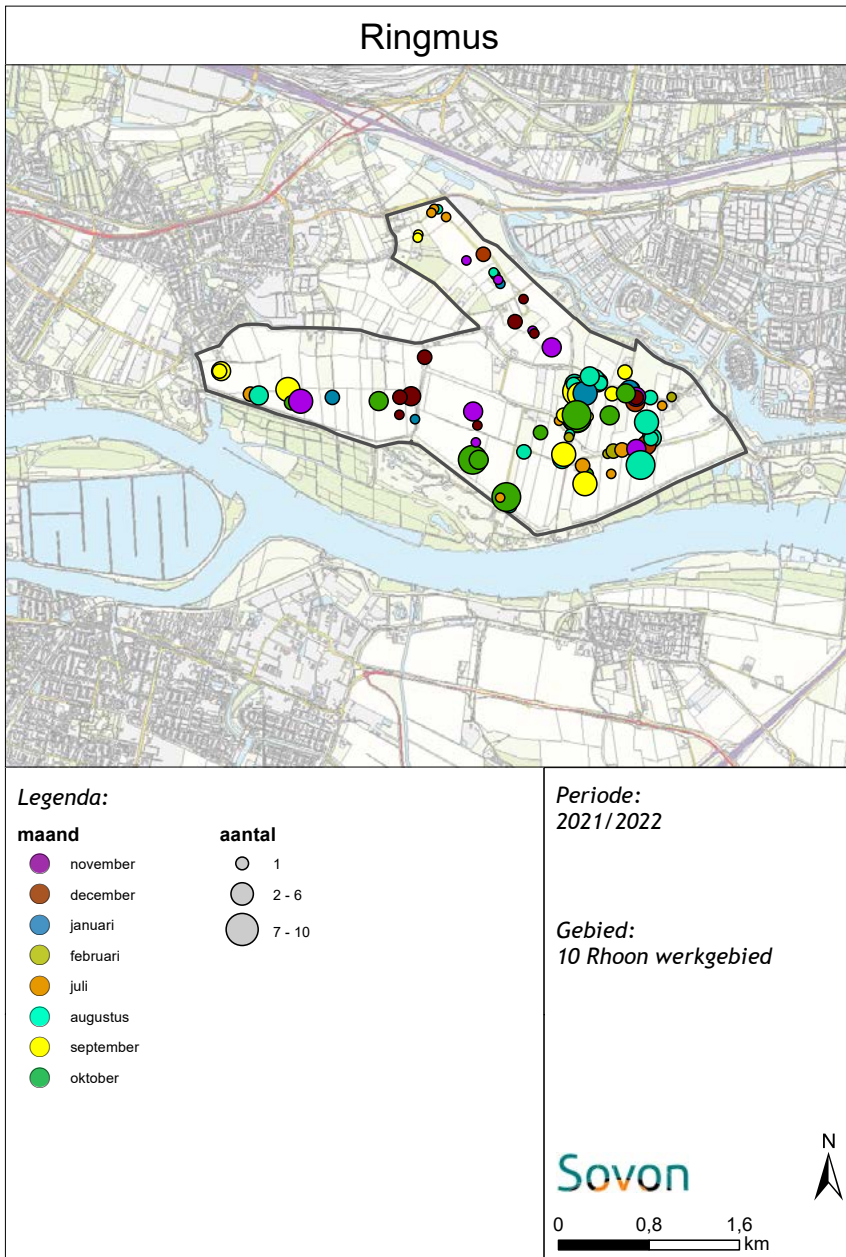 Ringmus
Legenda:
maand
november
december
januari
februari
juli
augustus
september
oktober
aantal
1
2 - 6
7 - 10
Periode:
2021/2022
Gebied:
10 Rhoon werkgebied
Sovon
N
0 0,8 1,6
km